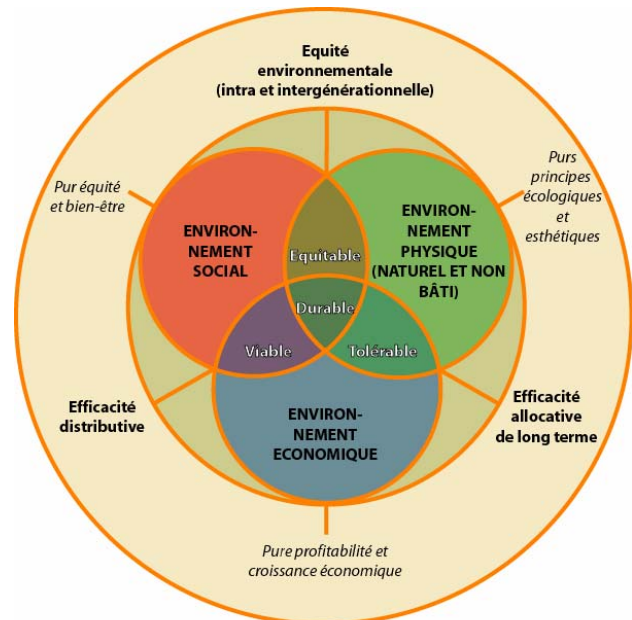 Equité
environnementale
(intra et intergénérationnelle)
Pur équité
et bien-être
Purs
principes
écologiques
et
esthétiques
ENVIRON-
NEMENT
SOCIAL
ENVIRON-
NEMENT
PHYSIQUE
(NATUREL ET NON
BÂTI)
Equitable
Durable
Viable
Tolérable
Efficacité
distributive
ENVIRON-
NEMENT
ECONOMIQUE
Efficacité
allocative
de long terme
Pure profitabilité et
croissance économique